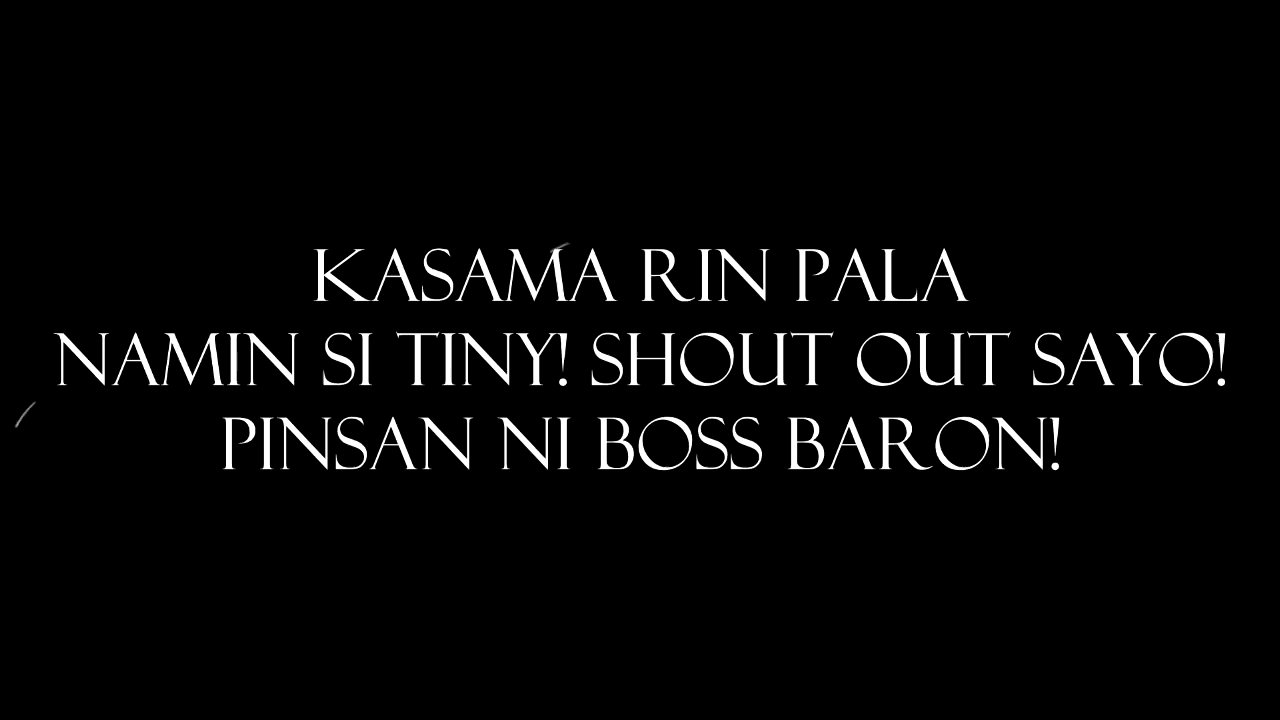 KASAMA RIN PALA
NAMIN SI TINY! SHOUT OUT SAYO!
PINSAN NI BOSS BARON!